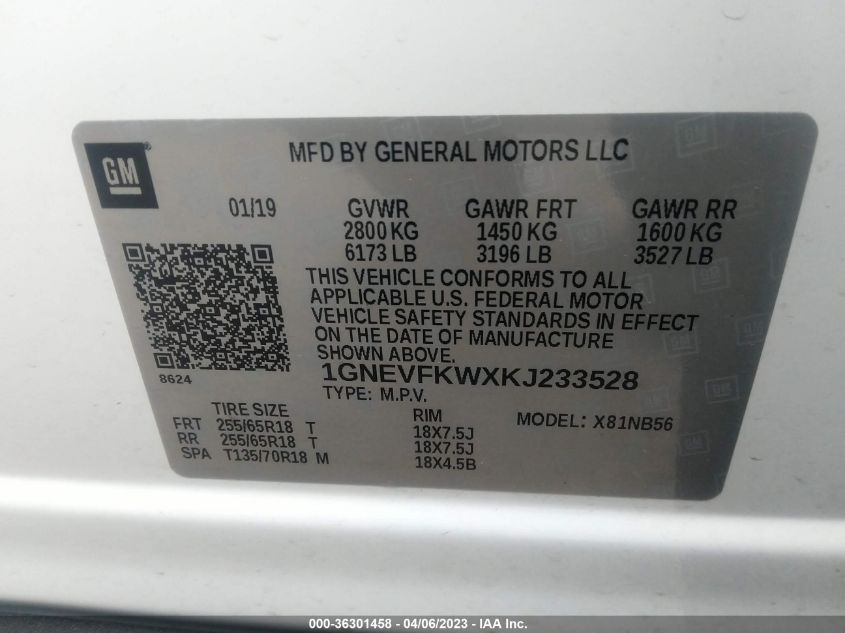 GM
MFD BY GENERAL MOTORS LLC
01/19 GVWR GAWR FRT GAWR RR
2800 KG 1450 KG 1600 KG
6173 LB 3196 LB 3527 LB
THIS VEHICLE CONFORMS TO ALL
APPLICABLE U.S. FEDERAL MOTOR
VEHICLE SAFETY STANDARDS IN EFFECT
ON THE DATE OF MANUFACTURE
SHOWN ABOVE.
8624
1GNEVFKWXKJ233528
TYPE: M.P.V.
TIRE SIZE RIM MODEL: X81NB56
FRT 255/65R18 T 18X7.5J
RR 255/65R18 T 18X7.5J
SPA T135/70R18 M 18X4.5B
000-36301458 - 04/06/2023 - IAA Inc.